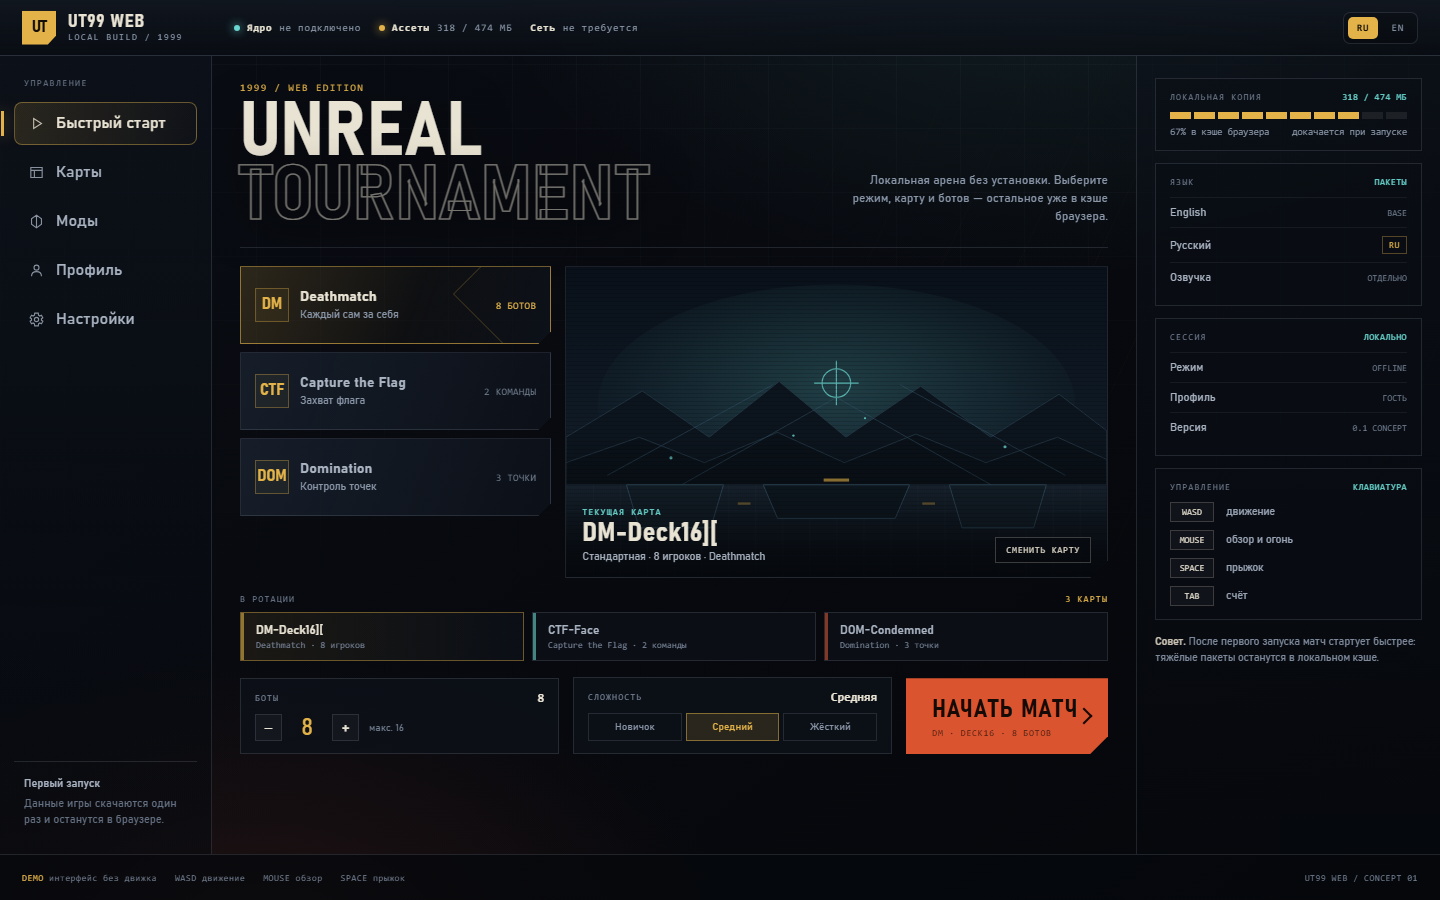 UT
UT99 WEB
LOCAL BUILD / 1999
Ядро не подключено
Ассеты 318 / 474 МБ
Сеть не требуется
RU
EN
УПРАВЛЕНИЕ
Быстрый старт
Карты
Моды
Профиль
Настройки
Первый запуск
Данные игры скачаются один
раз и останутся в браузере.
1999 / WEB EDITION
UNREAL
TOURNAMENT
Локальная арена без установки. Выберите
режим, карту и ботов — остальное уже в кэше
браузера.
DM
Deathmatch
Каждый сам за себя
8 БОТОВ
CTF
Capture the Flag
Захват флага
2 КОМАНДЫ
DOM
Domination
Контроль точек
3 ТОЧКИ
ТЕКУЩАЯ КАРТА
DM-Deck16][
Стандартная · 8 игроков · Deathmatch
СМЕНИТЬ КАРТУ
В РОТАЦИИ
3 КАРТЫ
DM-Deck16][
Deathmatch · 8 игроков
CTF-Face
Capture the Flag · 2 команды
DOM-Condemned
Domination · 3 точки
БОТЫ
8
–
8
+
макс. 16
СЛОЖНОСТЬ
Средняя
Новичок
Средний
Жёсткий
НАЧАТЬ МАТЧ
DM · DECK16 · 8 БОТОВ
ЛОКАЛЬНАЯ КОПИЯ
318 / 474 МБ
67% в кэше браузера
докачается при запуске
ЯЗЫК
ПАКЕТЫ
English
BASE
Русский
RU
Озвучка
ОТДЕЛЬНО
СЕССИЯ
ЛОКАЛЬНО
Режим
OFFLINE
Профиль
ГОСТЬ
Версия
0.1 CONCEPT
УПРАВЛЕНИЕ
КЛАВИАТУРА
WASD
движение
MOUSE
обзор и огонь
SPACE
прыжок
TAB
счёт
Совет. После первого запуска матч стартует быстрее:
тяжёлые пакеты останутся в локальном кэше.
DEMO интерфейс без движка
WASD движение
MOUSE обзор
SPACE прыжок
UT99 WEB / CONCEPT 01